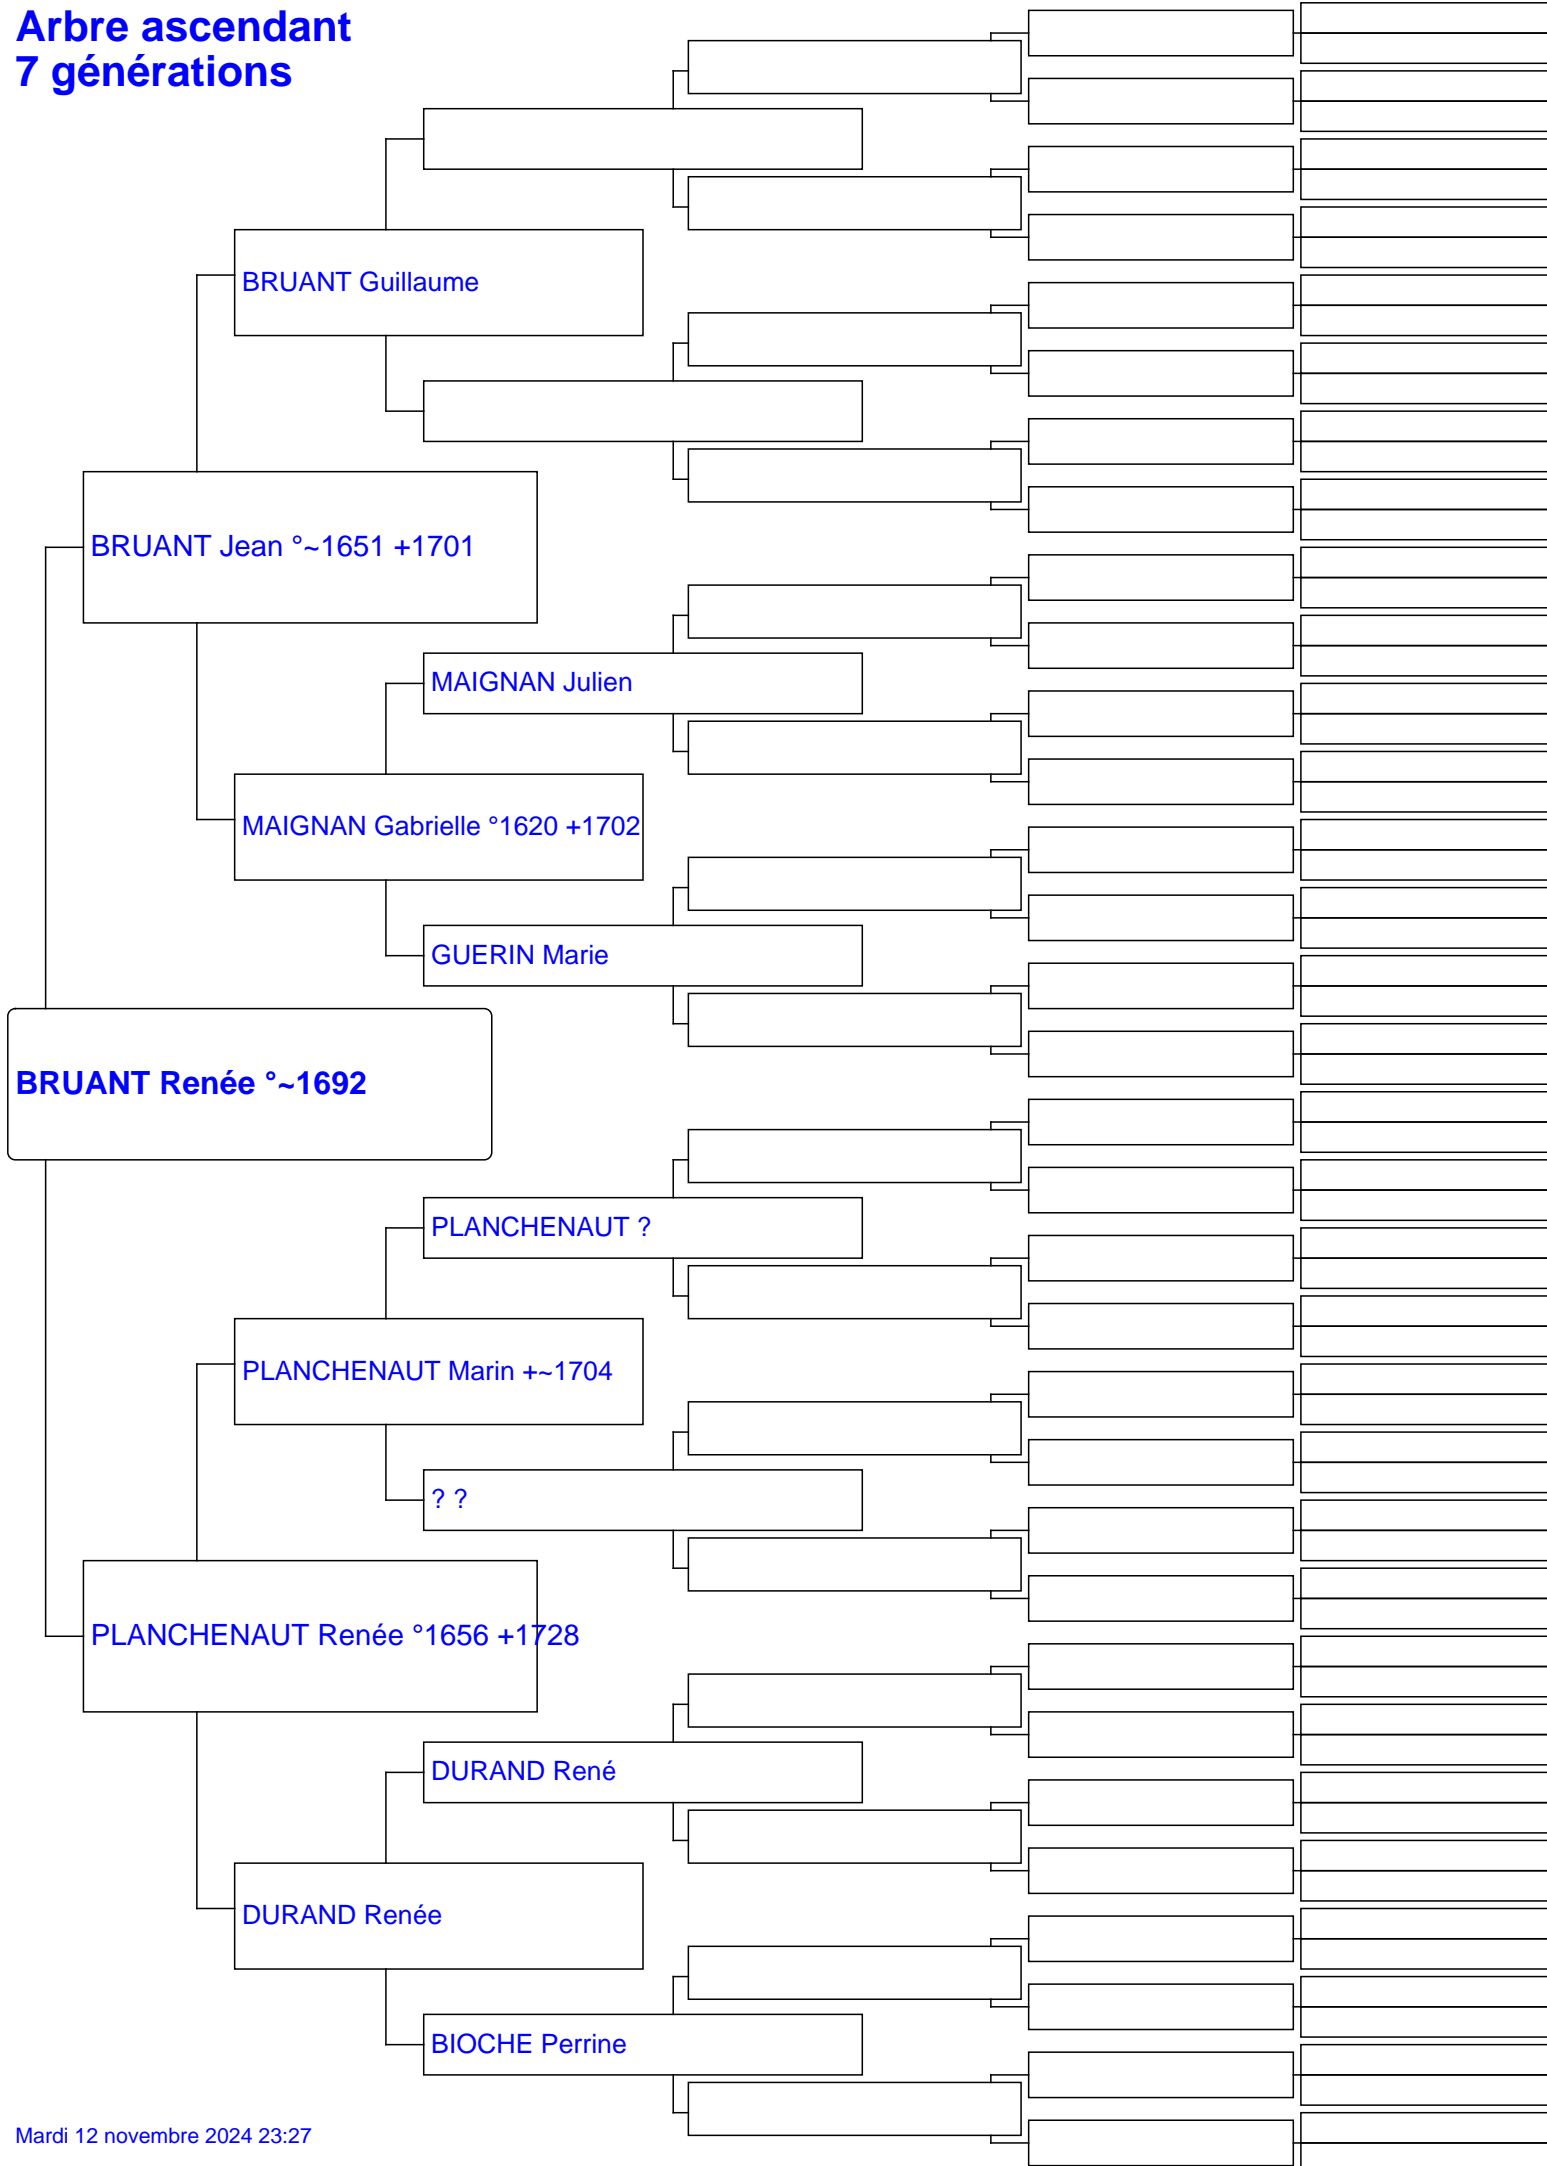 Arbre ascendant
7 générations
BRUANT Guillaume
BRUANT Jean °~1651 +1701
MAIGNAN Julien
MAIGNAN Gabrielle °1620 +1702
GUERIN Marie
BRUANT Renée °~1692
PLANCHENAUT ?
PLANCHENAUT Marin +~1704
? ?
PLANCHENAUT Renée °1656 +1728
DURAND René
DURAND Renée
BIOCHE Perrine
Mardi 12 novembre 2024 23:27